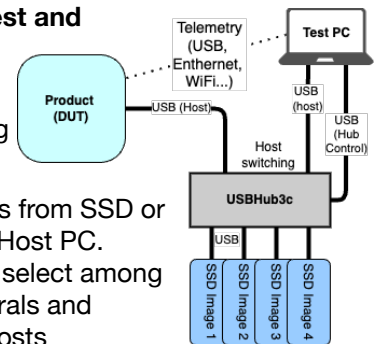 est and
Telemetry
(USB,
Enthernet,
WiFi...)
Test PC
Product
(DUT)
g
USB (Host)
USB
(host)
USB
(Hub
Control)
Host
switching
s from SSD or
USBHub3c
Host PC.
select among
USB
rals and
osts
SSD Image 1
SSD Image 2
SSD Image 3
SSD Image 4